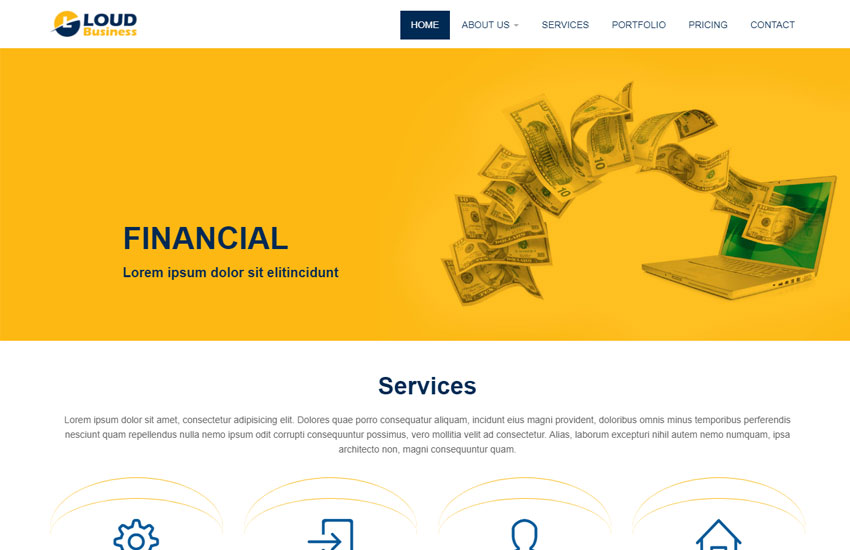 LOUD
Business
HOME ABOUT US SERVICES PORTFOLIO PRICING CONTACT
10
10
FINANCIAL
Lorem ipsum dolor sit elitincidunt
Services
Lorem ipsum dolor sit amet, consectetur adipisicing elit. Dolores quae porro consequatur aliquam, incidunt eius magni provident, doloribus omnis minus temporibus perferendis
nesciunt quam repellendus nulla nemo ipsum odit corrupti consequuntur possimus, vero mollitia velit ad consectetur. Alias, laborum excepturi nihil autem nemo numquam, ipsa
architecto non, magni consequuntur quam.